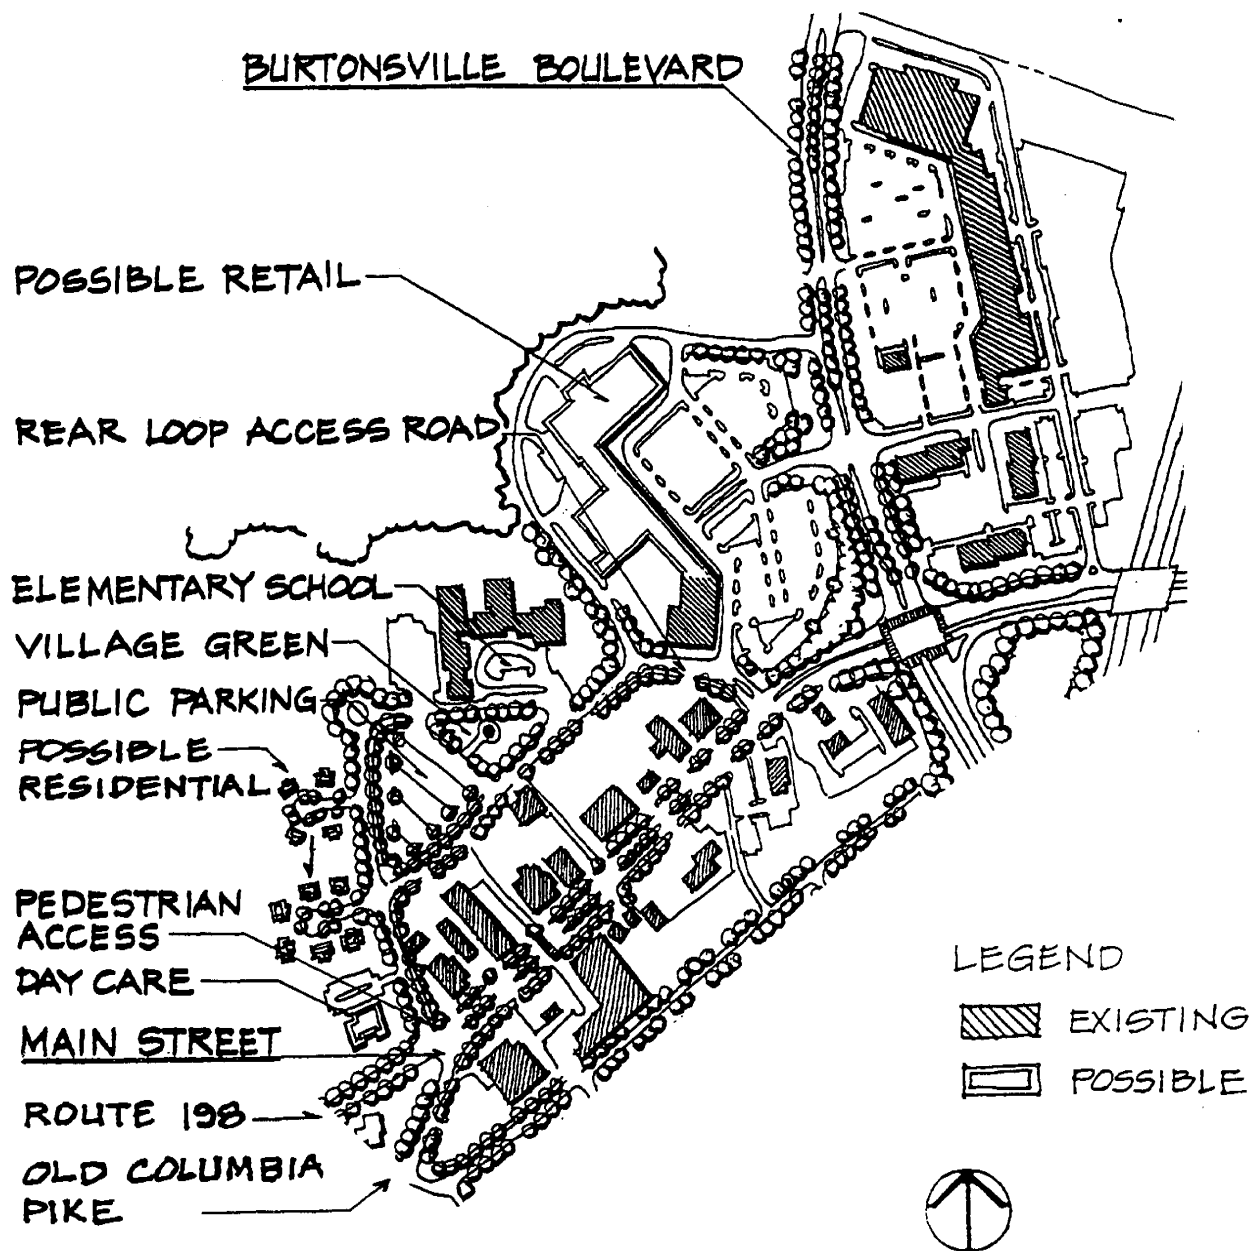 BURTONSVILLE BOULEVARD
POSSIBLE RETAIL
REAR LOOP ACCESS ROAD
ELEMENTARY SCHOOL
VILLAGE GREEN
PUBLIC PARKING
POSSIBLE
RESIDENTIAL
PEDESTRIAN
ACCESS
DAY CARE
MAIN STREET
ROUTE 198
OLD COLUMBIA
PIKE
LEGEND
EXISTING
POSSIBLE